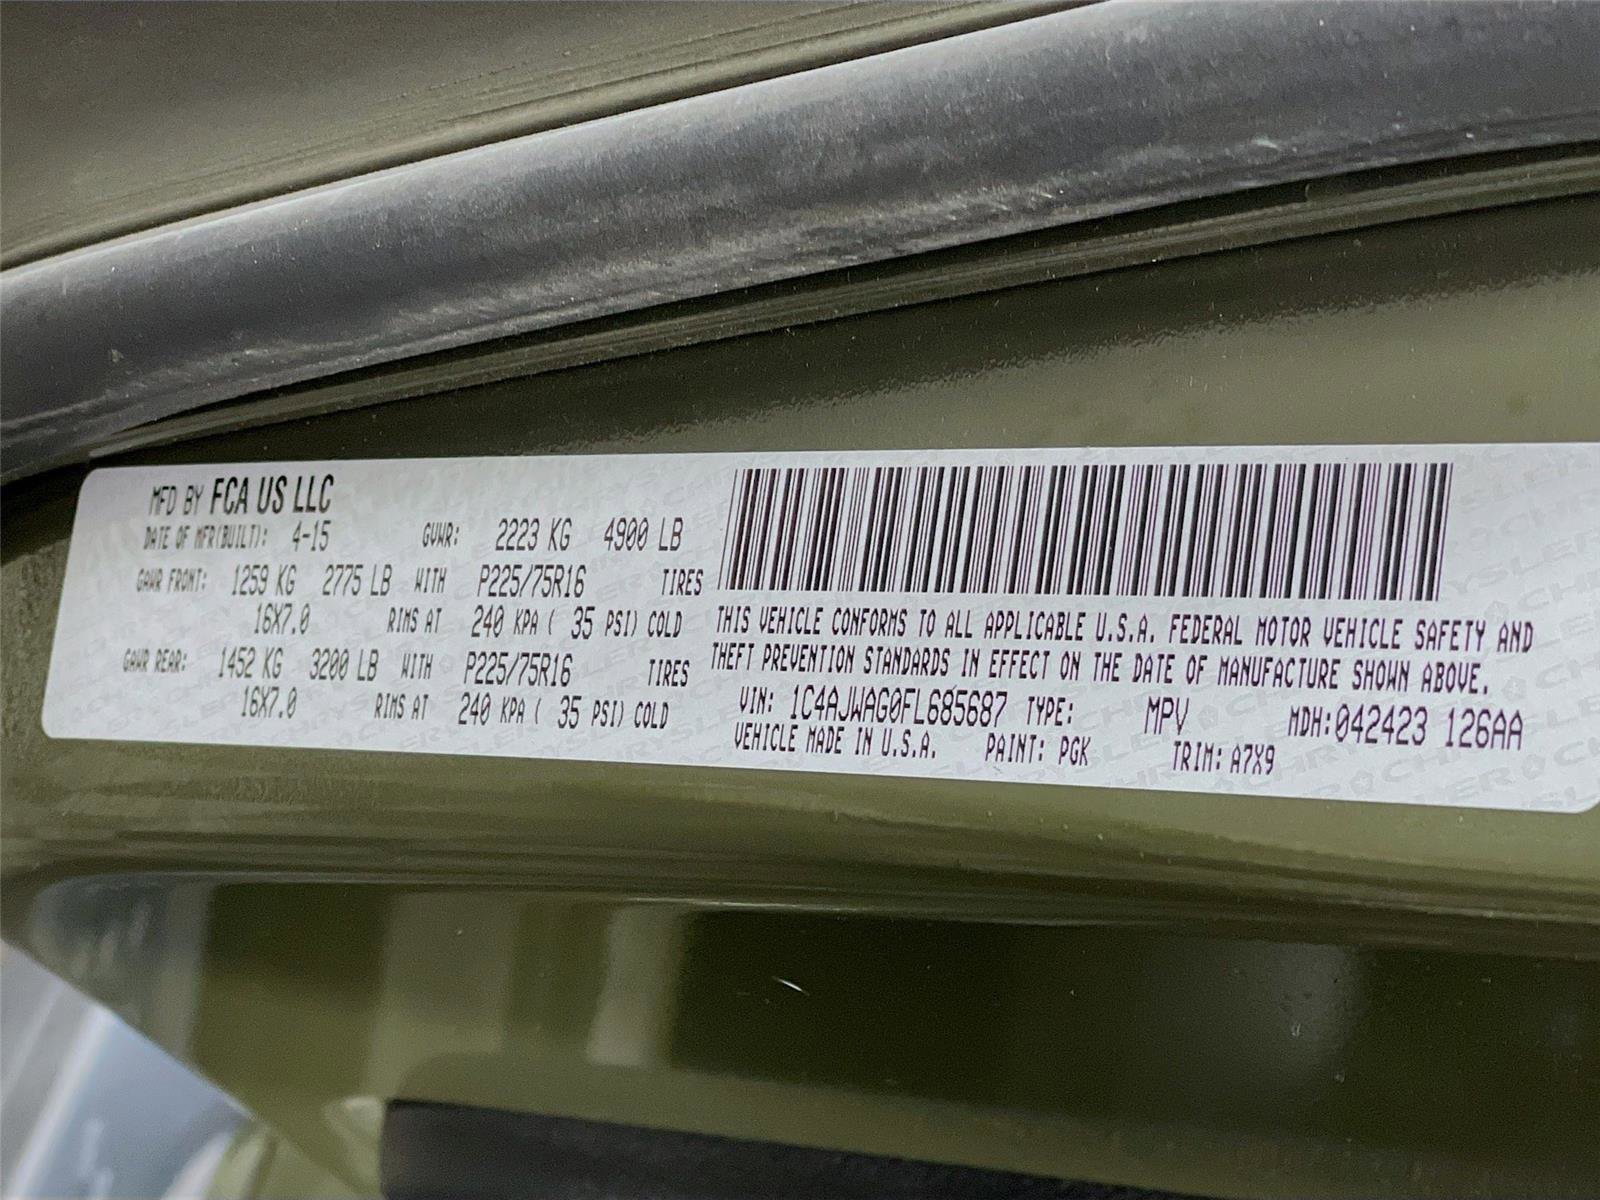 MFD BY FCA US LLC
DATE OF MFR(BUILT): 4-15 GVWR: 2223 KG 4900 LB
GAWR FRONT: 1259 KG 2775 LB WITH P225/75R16 TIRES
16X7.0 RIMS AT 240 KPA ( 35 PSI) COLD
GAWR REAR: 1452 KG 3200 LB WITH P225/75R16 TIRES
16X7.0 RIMS AT 240 KPA ( 35 PSI) COLD
THIS VEHICLE CONFORMS TO ALL APPLICABLE U.S.A. FEDERAL MOTOR VEHICLE SAFETY AND
THEFT PREVENTION STANDARDS IN EFFECT ON THE DATE OF MANUFACTURE SHOWN ABOVE.
VIN: 1C4AJWAG0FL685687 TYPE: MPV MDH:042423 126AA
VEHICLE MADE IN U.S.A. PAINT: PGK TRIM: A7X9